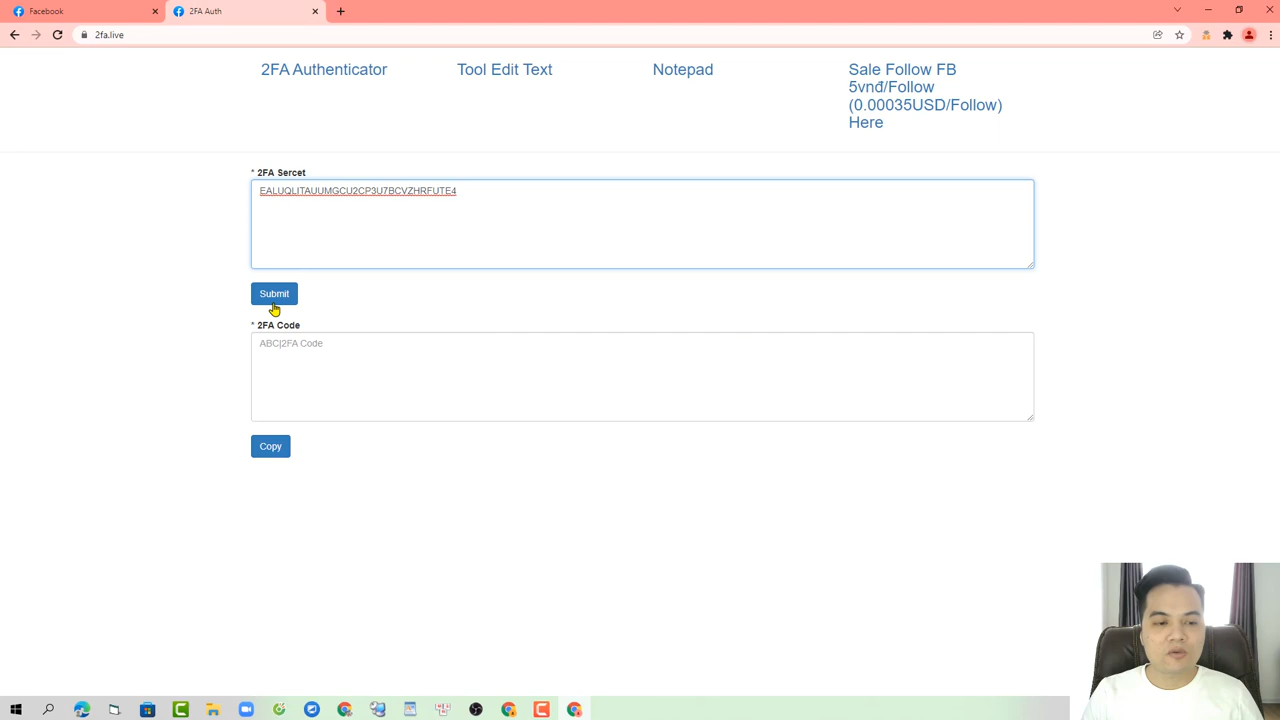 Facebook
2FA Auth
2fa.live
2FA Authenticator
Tool Edit Text
Notepad
Sale Follow FB
5vnđ/Follow
(0.00035USD/Follow)
Here
* 2FA Sercet
EALUQLITAUUMGCU2CP3U7BCVZHRFUTE4
Submit
* 2FA Code
ABC|2FA Code
Copy